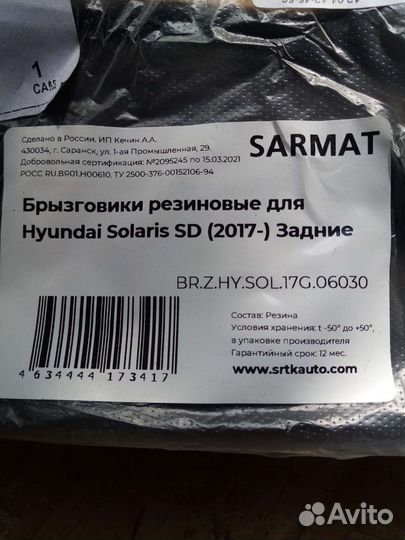 1
Сделано в России. ИП Кечин А.А.
430034, г. Саранск, ул. 1-ая Промышленная, 29.
Добровольная сертификация: №2095245 по 15.03.2021
РОСС RU.ВЯ01.Н00610, ТУ 2500-376-00152106-94
SARMAT
Брызговики резиновые для
Hyundai Solaris SD (2017-) Задние
BR.Z.HY.SOL.17G.06030
Состав: Резина
Условия хранения: t -50° до +50°,
в упаковке производителя
Гарантийный срок: 12 мес.
www.srtkauto.com
4 634444 173417
Avito